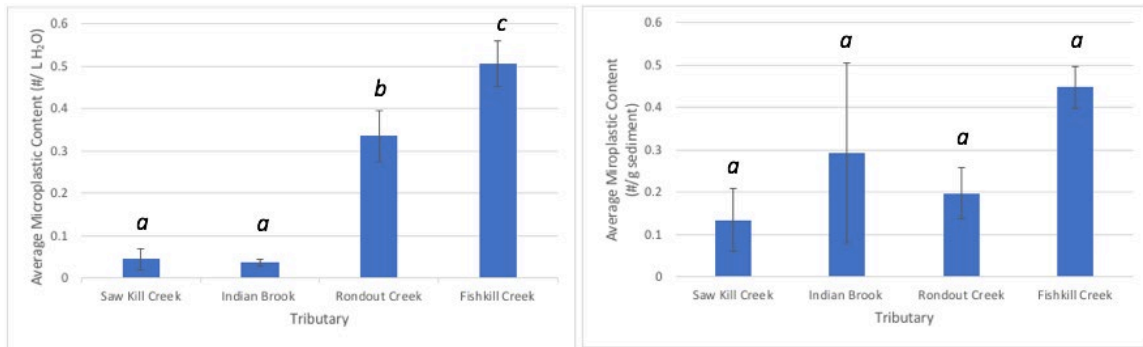 Average Microplastic Content (#/ L H₂O)
0.6
0.5
0.4
0.3
0.2
0.1
0
a
a
b
c
Saw Kill Creek
Indian Brook
Rondout Creek
Fishkill Creek
Tributary
Average Miroplastic Content
(#/g sediment)
0.6
0.5
0.4
0.3
0.2
0.1
0
a
a
a
a
Saw Kill Creek
Indian Brook
Rondout Creek
Fishkill Creek
Tributary